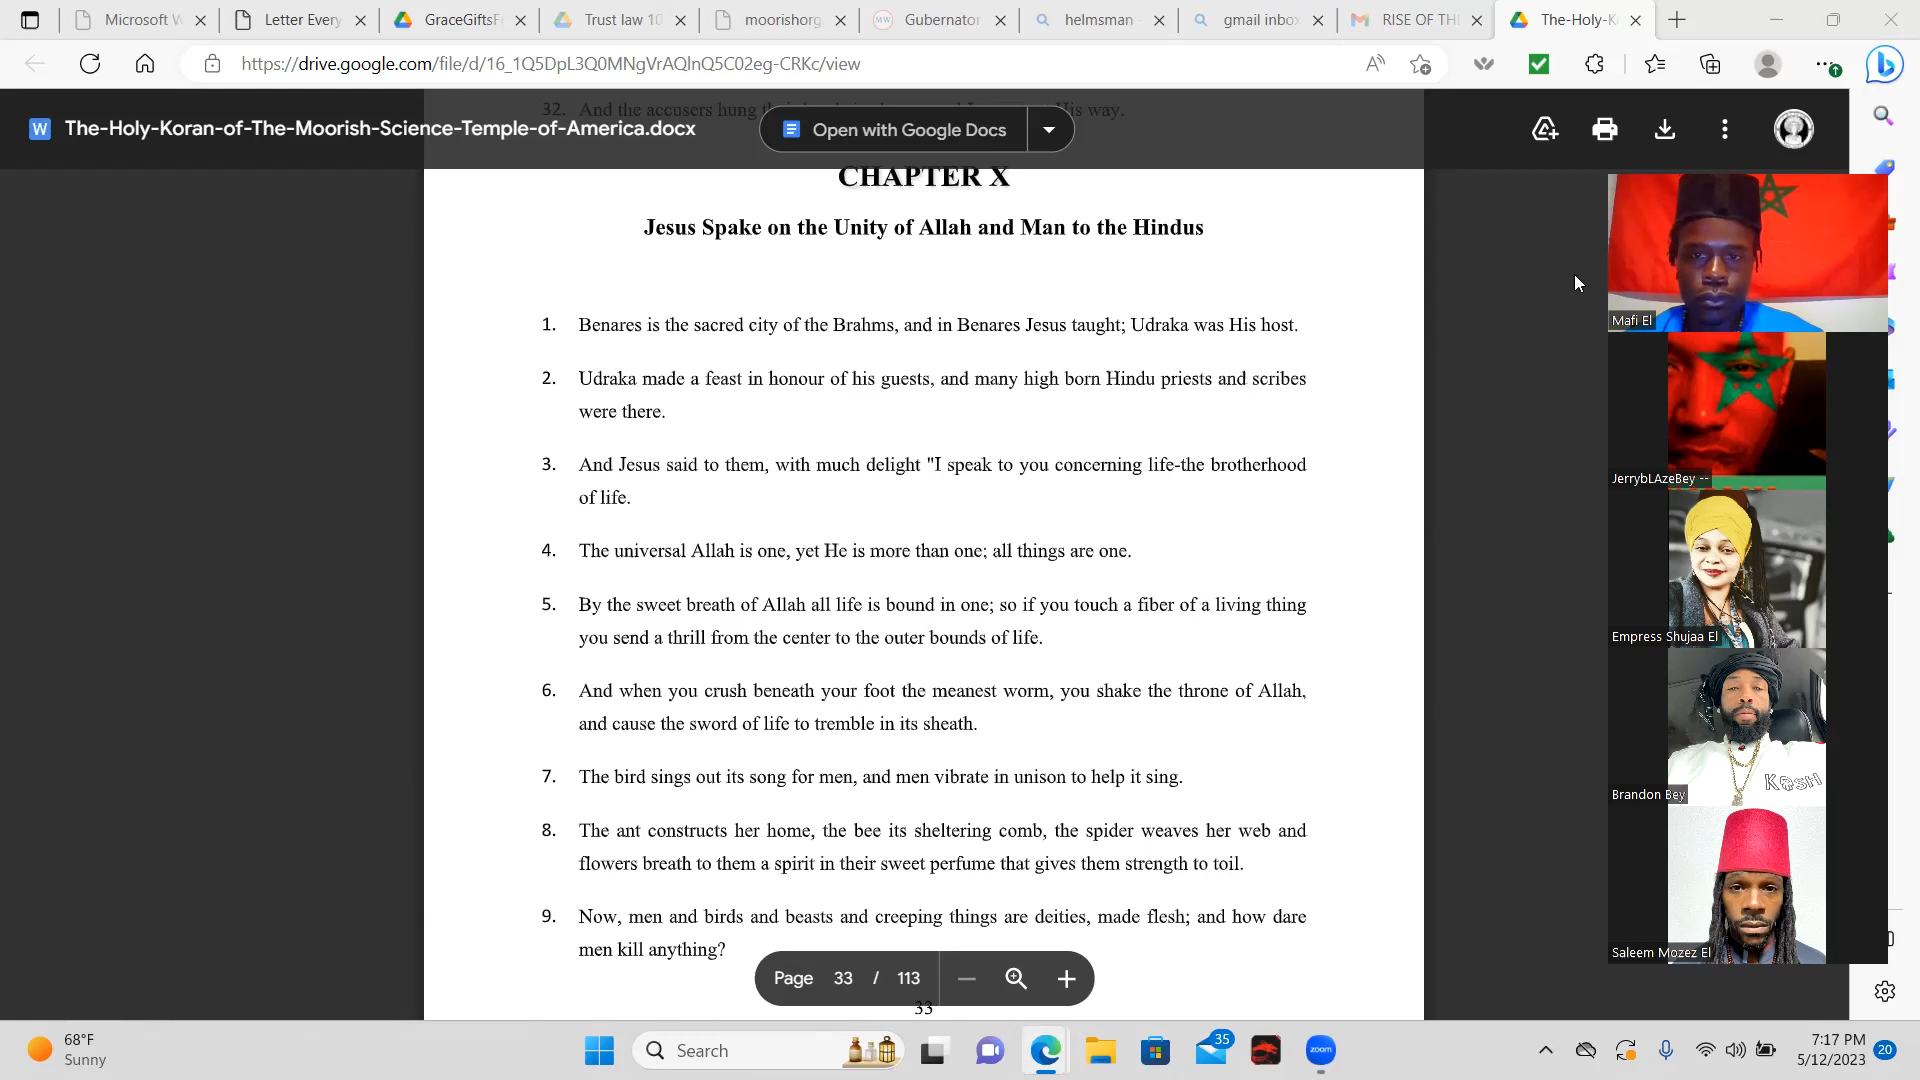 Microsoft W
Letter Every
GraceGiftsF
Trust law 10
moorishorg
Gubernator
helmsman -
gmail inbox
RISE OF THE
The-Holy-K
https://drive.google.com/file/d/16_1Q5DpL3Q0MNgVrAQlnQ5C02eg-CRKc/view
32. And the accusers hung their His way.
W The-Holy-Koran-of-The-Moorish-Science-Temple-of-America.docx
Open with Google Docs
CHAPTER X
Jesus Spake on the Unity of Allah and Man to the Hindus
1. Benares is the sacred city of the Brahms, and in Benares Jesus taught; Udraka was His host.
2. Udraka made a feast in honour of his guests, and many high born Hindu priests and scribes
were there.
3. And Jesus said to them, with much delight "I speak to you concerning life-the brotherhood
of life.
4. The universal Allah is one, yet He is more than one; all things are one.
5. By the sweet breath of Allah all life is bound in one; so if you touch a fiber of a living thing
you send a thrill from the center to the outer bounds of life.
6. And when you crush beneath your foot the meanest worm, you shake the throne of Allah,
and cause the sword of life to tremble in its sheath.
7. The bird sings out its song for men, and men vibrate in unison to help it sing.
8. The ant constructs her home, the bee its sheltering comb, the spider weaves her web and
flowers breath to them a spirit in their sweet perfume that gives them strength to toil.
9. Now, men and birds and beasts and creeping things are deities, made flesh; and how dare
men kill anything?
Page 33 / 113
33
Mafi El
JerrybLAzeBey --
Empress Shujaa El
KOSH
Brandon Bey
Saleem Mozez El
68°F
Sunny
Search
35
zoom
7:17 PM
5/12/2023
20